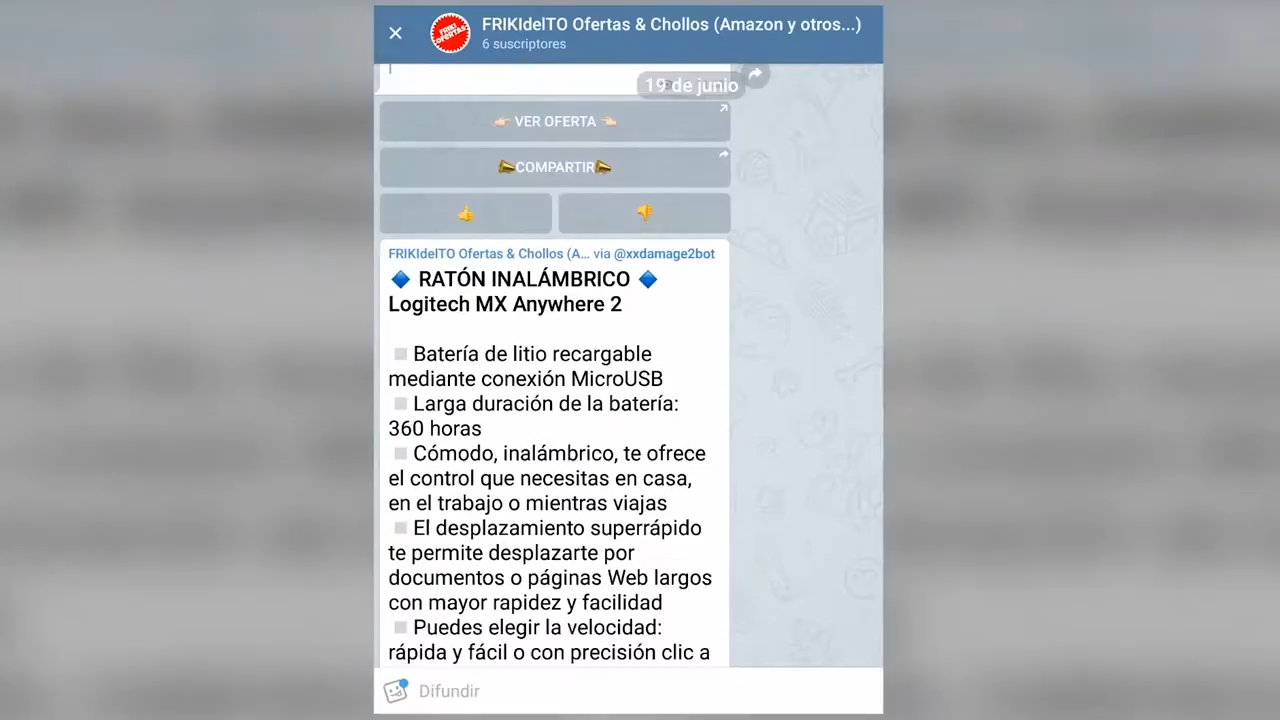 FRIKIdelTO Ofertas & Chollos (Amazon y otros...)
6 suscriptores
FRIKI
OFERTAS
19 de junio
👉🏻 VER OFERTA 👈🏻
📣COMPARTIR📣
👍 👎
FRIKIdelTO Ofertas & Chollos (A... via @xxdamage2bot
🔷 RATÓN INALÁMBRICO 🔷
Logitech MX Anywhere 2
◽Batería de litio recargable
mediante conexión MicroUSB
◽Larga duración de la batería:
360 horas
◽Cómodo, inalámbrico, te ofrece
el control que necesitas en casa,
en el trabajo o mientras viajas
◽El desplazamiento superrápido
te permite desplazarte por
documentos o páginas Web largos
con mayor rapidez y facilidad
◽Puedes elegir la velocidad:
rápida y fácil o con precisión clic a
Difundir